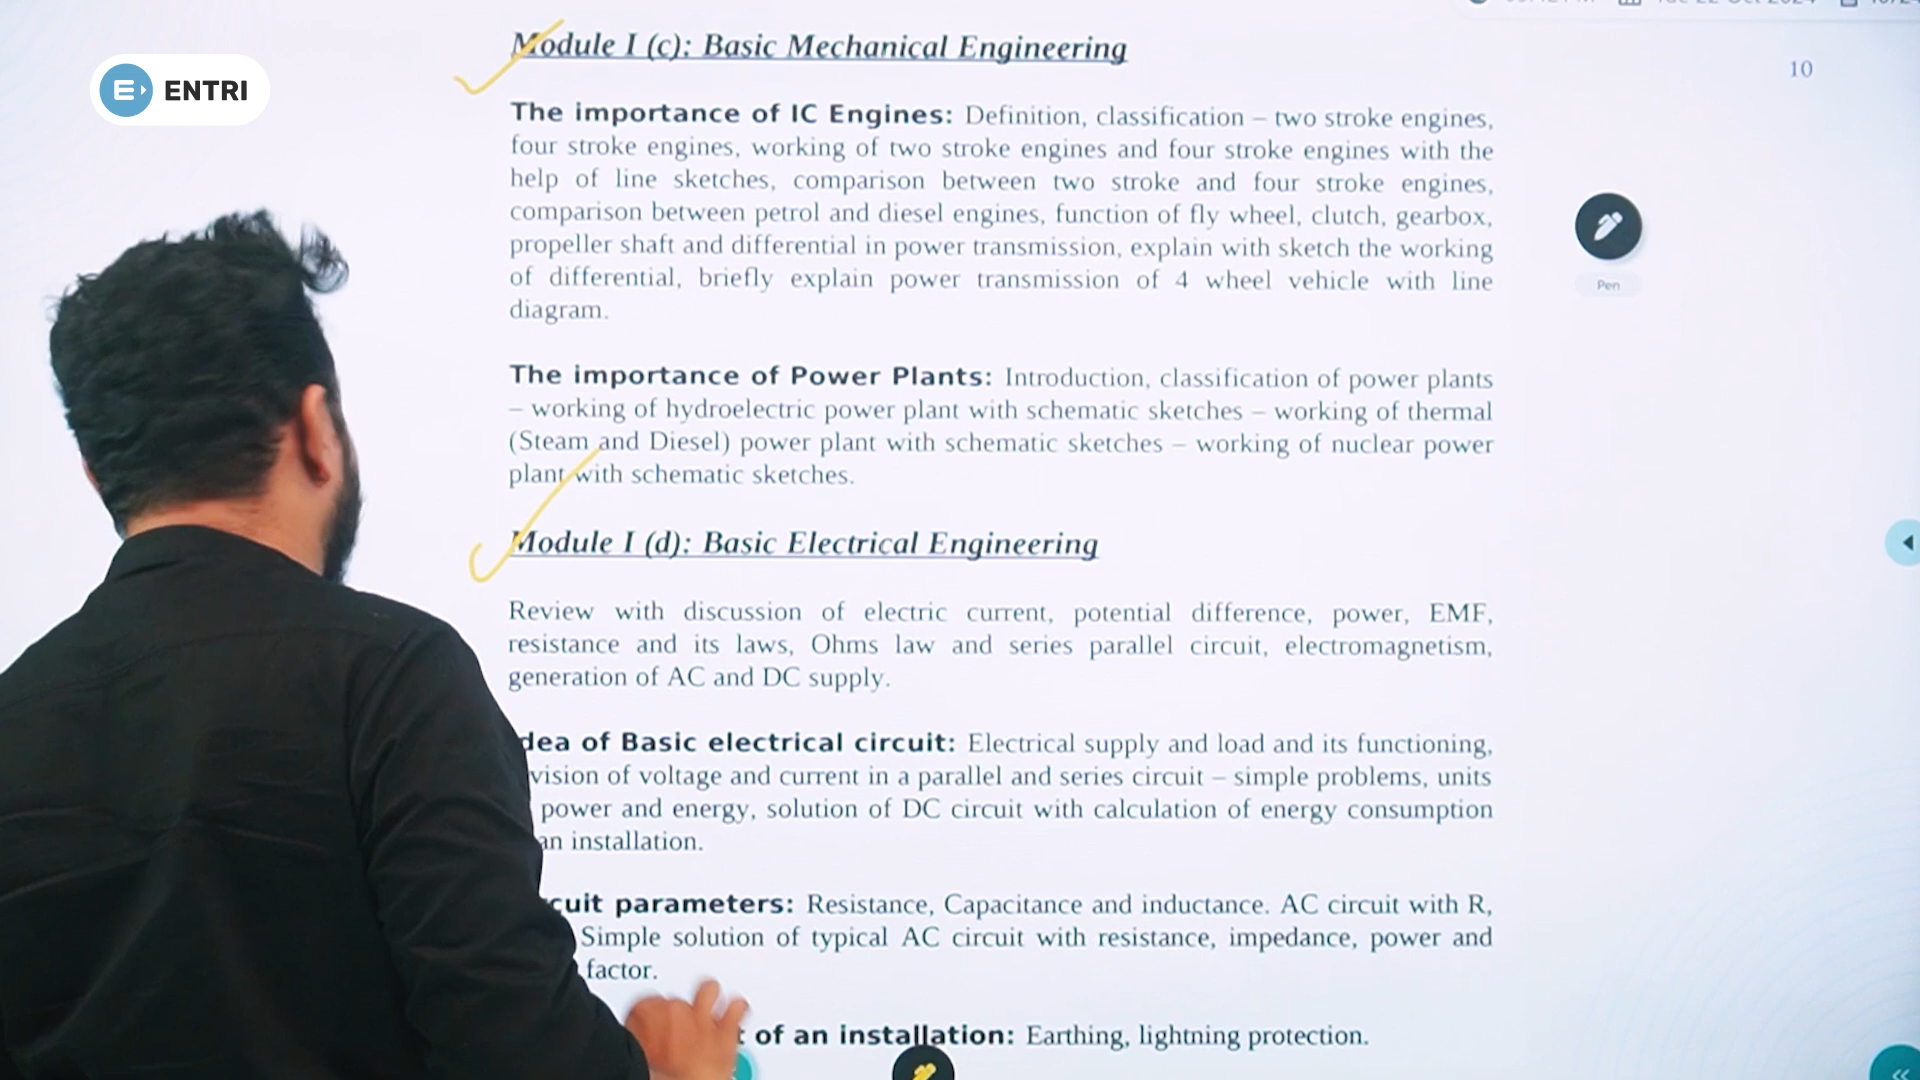 ENTRI
10
Module I (c): Basic Mechanical Engineering
The importance of IC Engines: Definition, classification – two stroke engines,
four stroke engines, working of two stroke engines and four stroke engines with the
help of line sketches, comparison between two stroke and four stroke engines,
comparison between petrol and diesel engines, function of fly wheel, clutch, gearbox,
propeller shaft and differential in power transmission, explain with sketch the working
of differential, briefly explain power transmission of 4 wheel vehicle with line
diagram.
Pen
The importance of Power Plants: Introduction, classification of power plants
– working of hydroelectric power plant with schematic sketches – working of thermal
(Steam and Diesel) power plant with schematic sketches – working of nuclear power
plant with schematic sketches.
Module I (d): Basic Electrical Engineering
Review with discussion of electric current, potential difference, power, EMF,
resistance and its laws, Ohms law and series parallel circuit, electromagnetism,
generation of AC and DC supply.
dea of Basic electrical circuit: Electrical supply and load and its functioning,
vision of voltage and current in a parallel and series circuit – simple problems, units
power and energy, solution of DC circuit with calculation of energy consumption
an installation.
cuit parameters: Resistance, Capacitance and inductance. AC circuit with R,
Simple solution of typical AC circuit with resistance, impedance, power and
factor.
of an installation: Earthing, lightning protection.